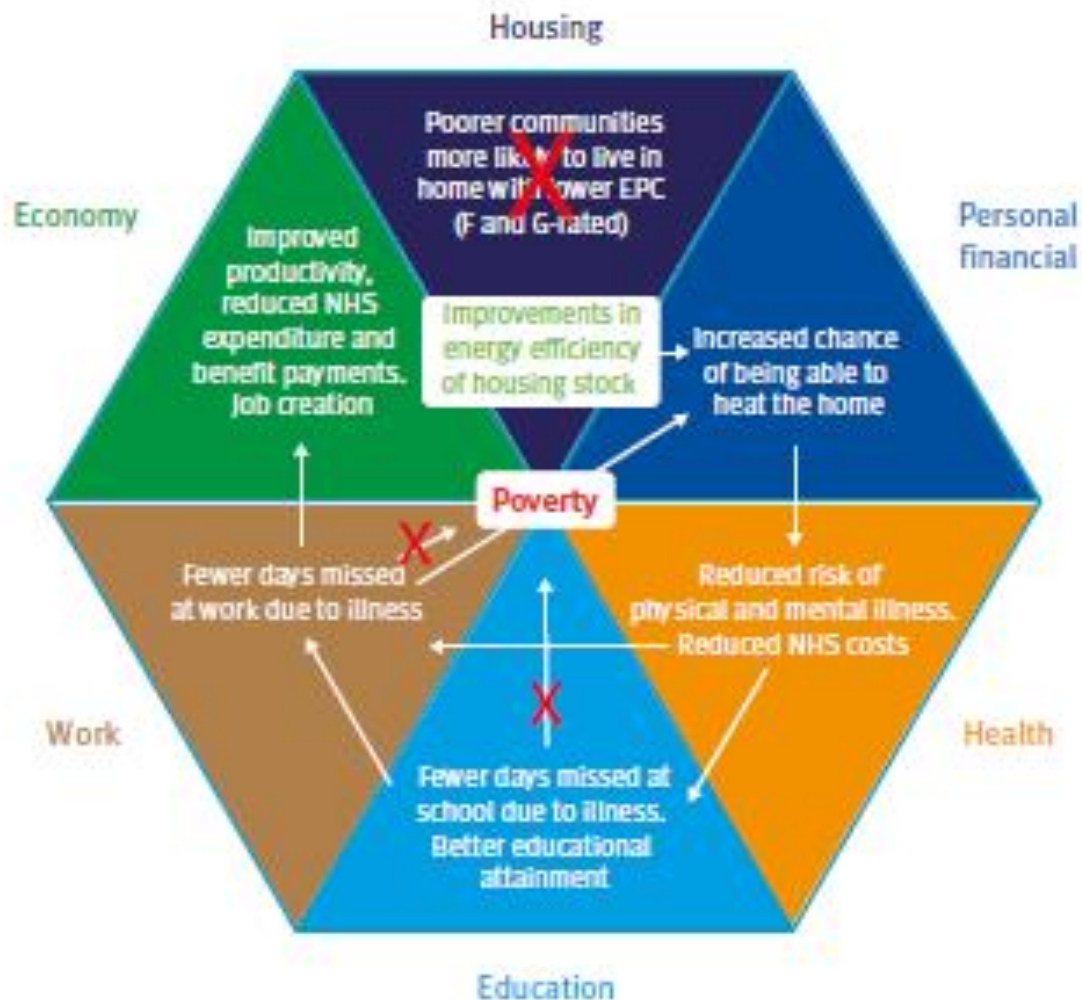 Housing
Poorer communities
more likely to live in
home with lower EPC
(F and G-rated)
Economy
Improved
productivity,
reduced NHS
expenditure and
benefit payments.
Job creation
Personal
financial
Improvements in
energy efficiency
of housing stock
Increased chance
of being able to
heat the home
Poverty
X
Fewer days missed
at work due to illness
Reduced risk of
physical and mental illness.
Reduced NHS costs
X
Work
Health
Fewer days missed at
school due to illness.
Better educational
attainment
Education